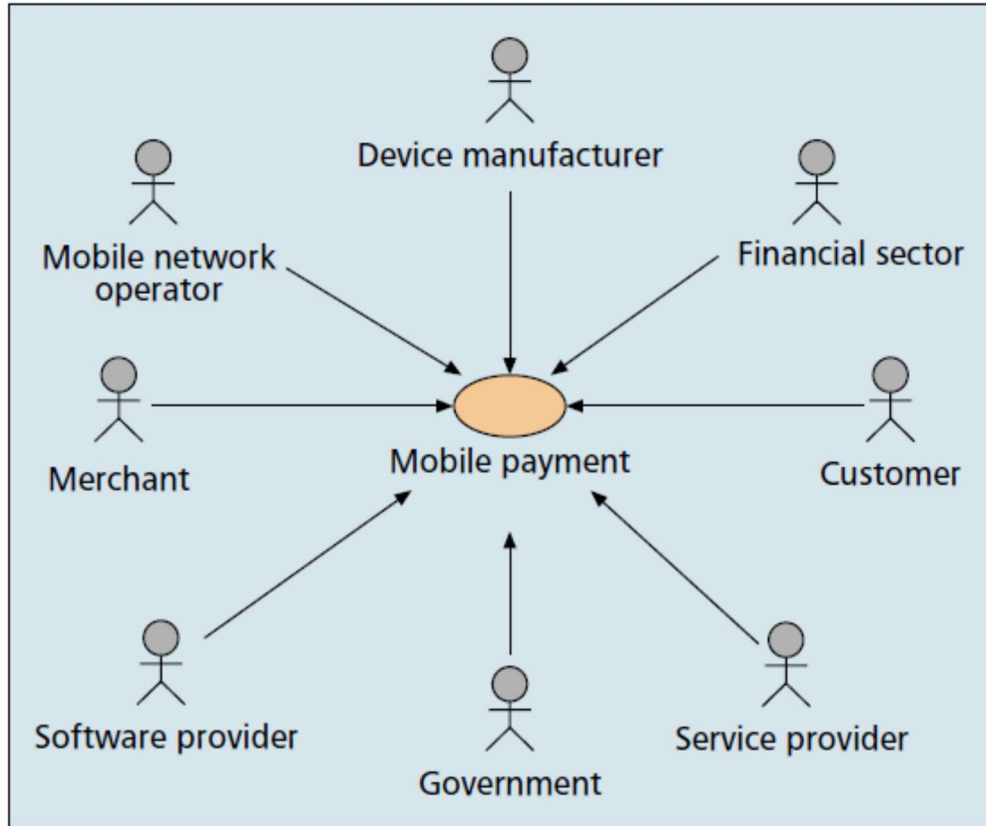 Device manufacturer
Mobile network
operator
Financial sector
Merchant
Mobile payment
Customer
Software provider
Government
Service provider